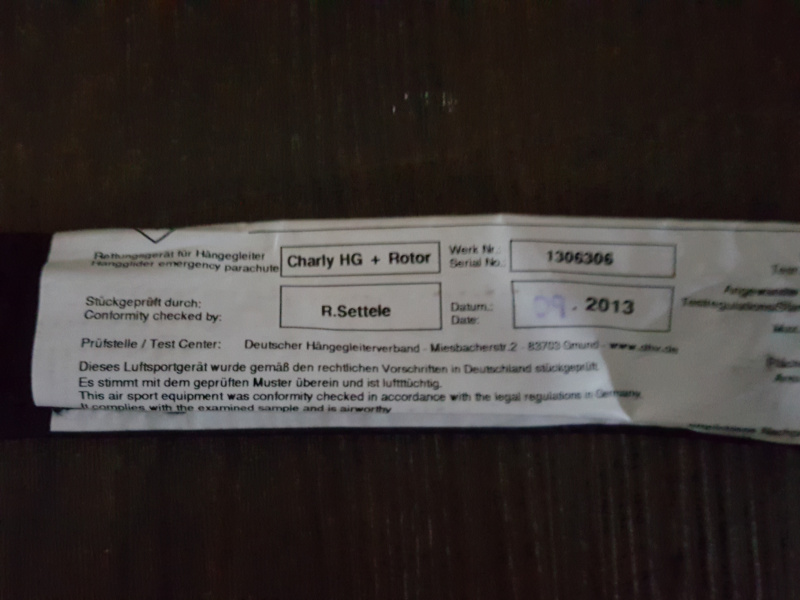 Rettungsgerät für Hängegleiter
Hangglider emergency parachute
Charly HG + Rotor
Werk Nr.:
Serial No.:
1306306
Stückgeprüft durch:
Conformity checked by:
R.Settele
Datum.:
Date:
09. 2013
Prüfstelle / Test Center: Deutscher Hängegleiterverband - Miesbacherstr.2 - 83703 Gmund - www.dhv.de
Dieses Luftsportgerät wurde gemäß den rechtlichen Vorschriften in Deutschland stückgeprüft.
Es stimmt mit dem geprüften Muster überein und ist lufttüchtig.
This air sport equipment was conformity checked in accordance with the legal regulations in Germany.
It complies with the examined sample and is airworthy